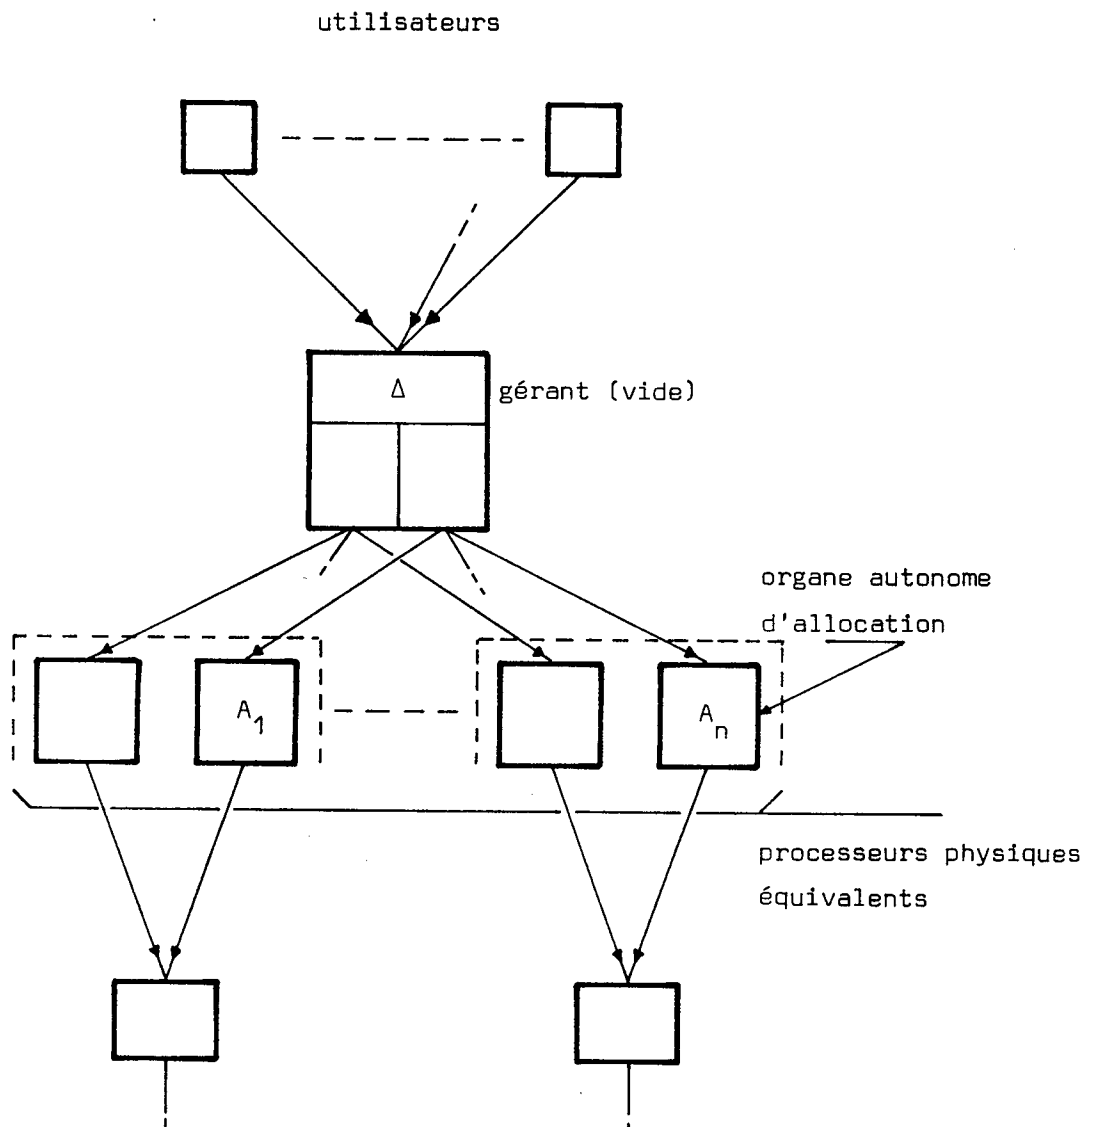 utilisateurs
Δ
gérant (vide)
organe autonome
d'allocation
A1
An
processeurs physiques
équivalents